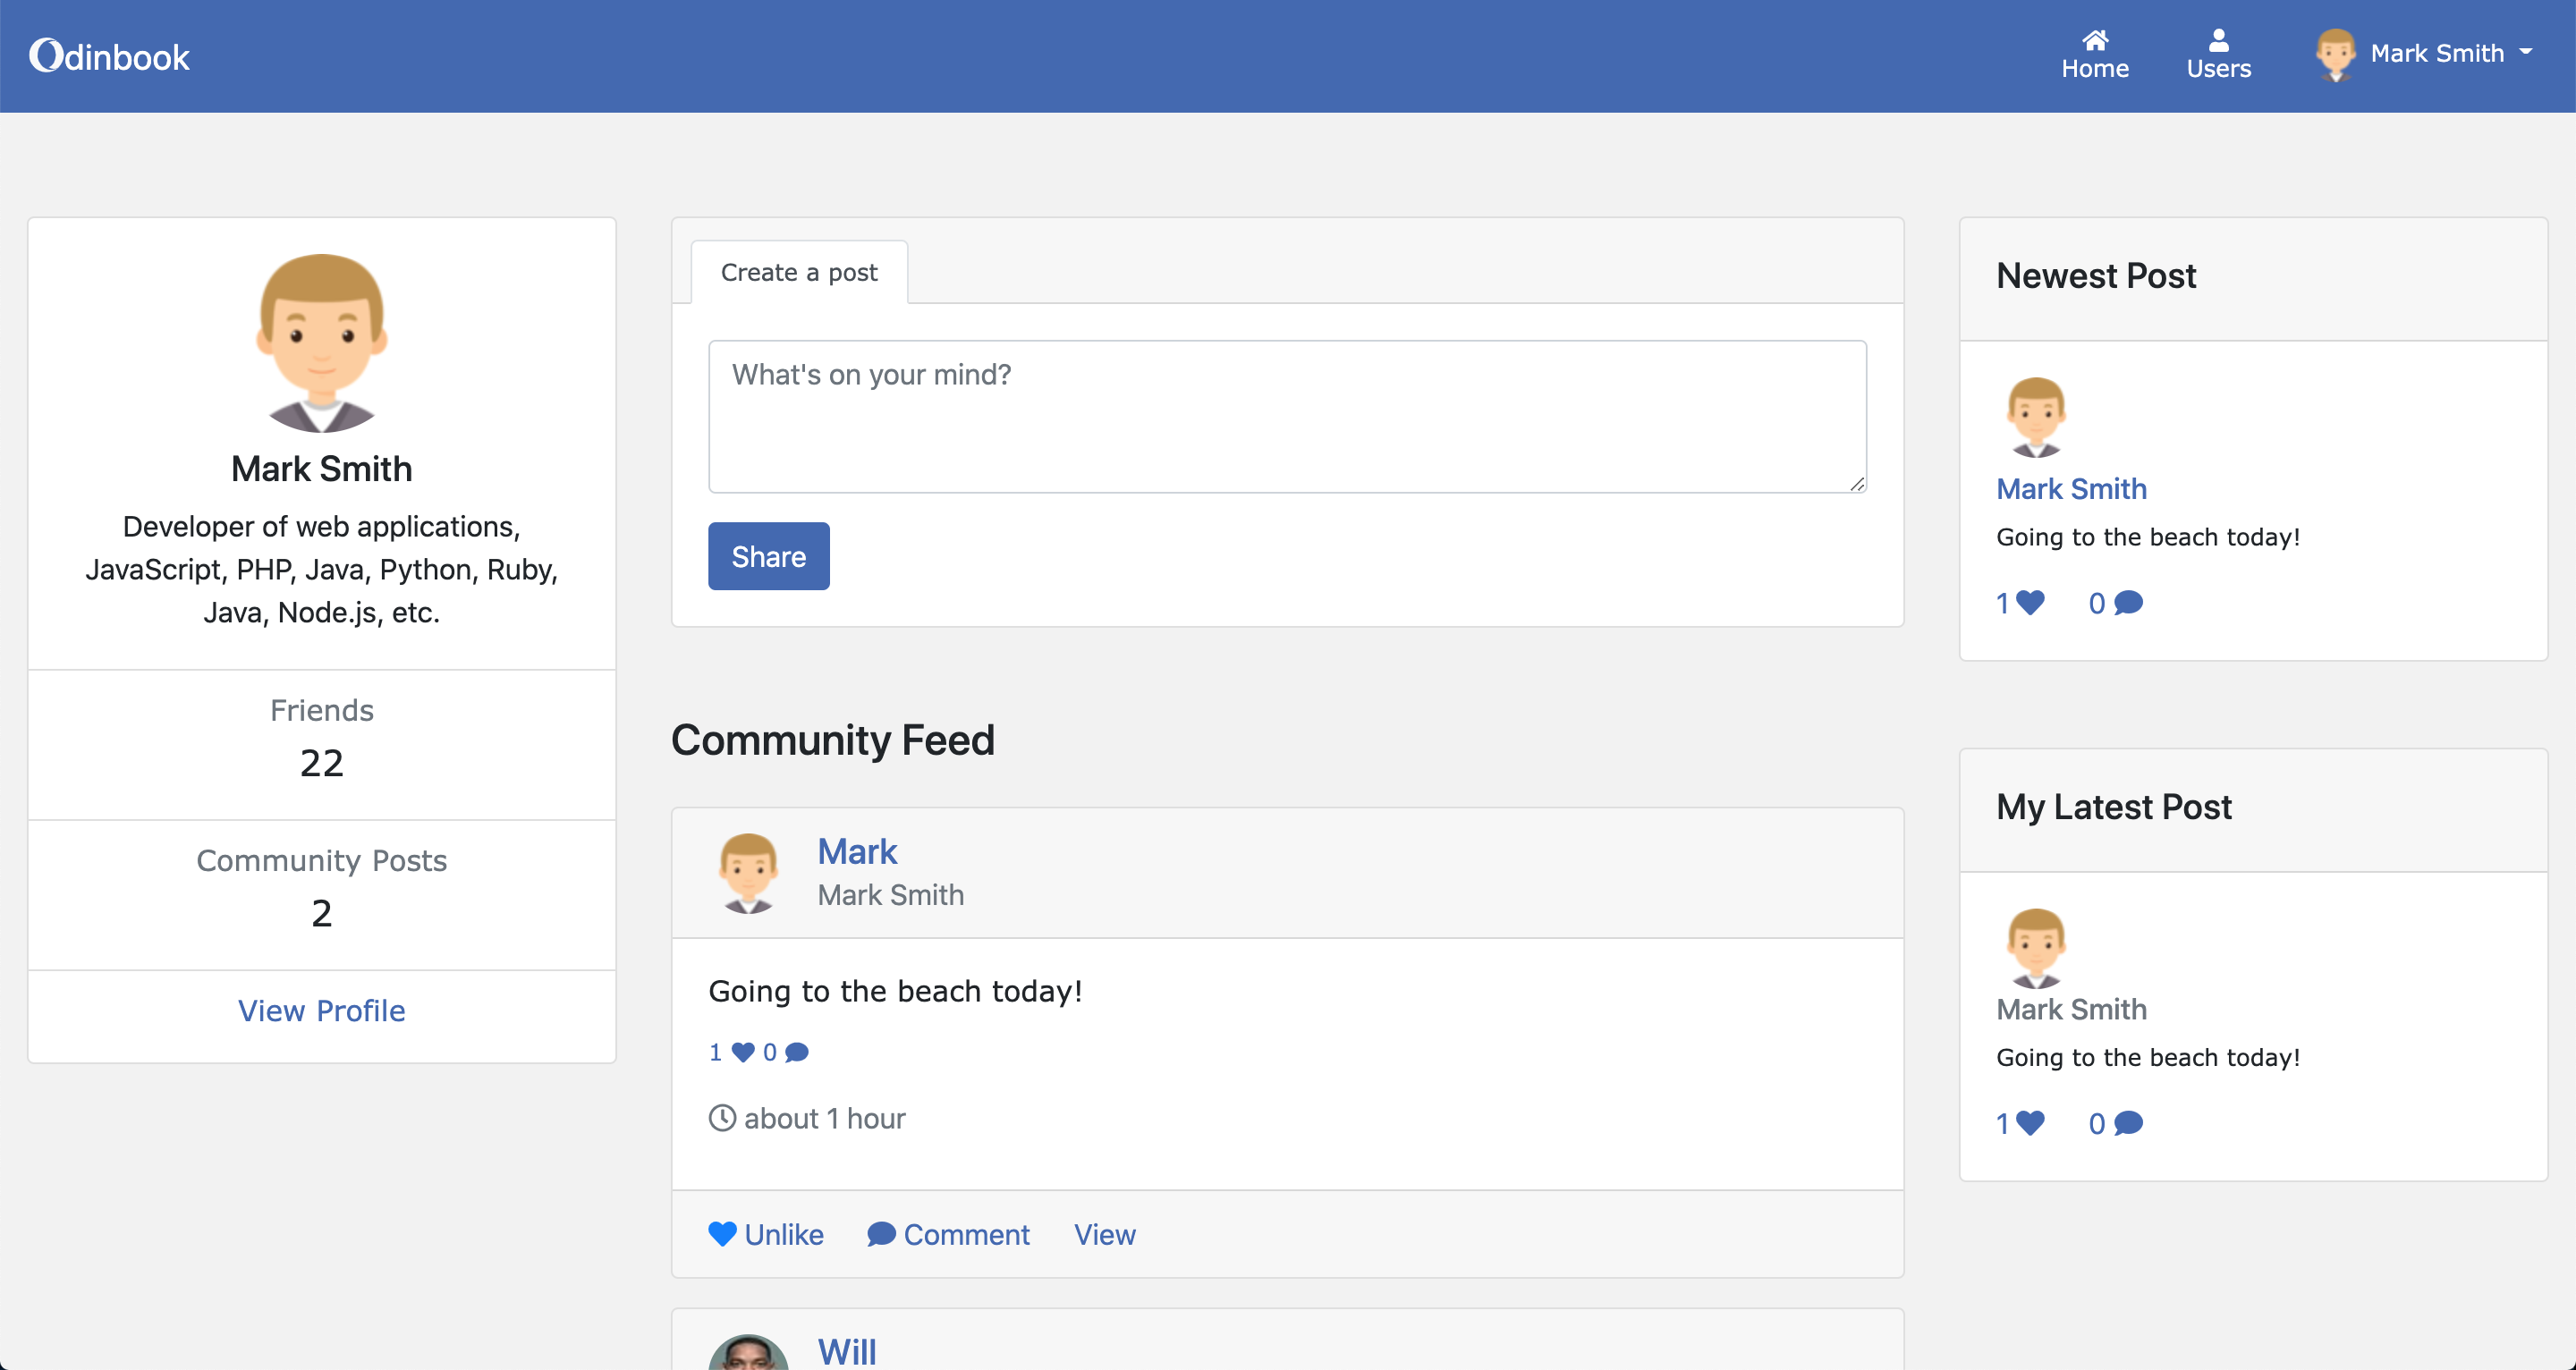 Odinbook
Home
Users
Mark Smith
Mark Smith
Developer of web applications,
JavaScript, PHP, Java, Python, Ruby,
Java, Node.js, etc.
Friends
22
Community Posts
2
View Profile
Create a post
What's on your mind?
Share
Community Feed
Mark
Mark Smith
Going to the beach today!
1 0
about 1 hour
Unlike Comment View
Will
Newest Post
Mark Smith
Going to the beach today!
1 0
My Latest Post
Mark Smith
Going to the beach today!
1 0